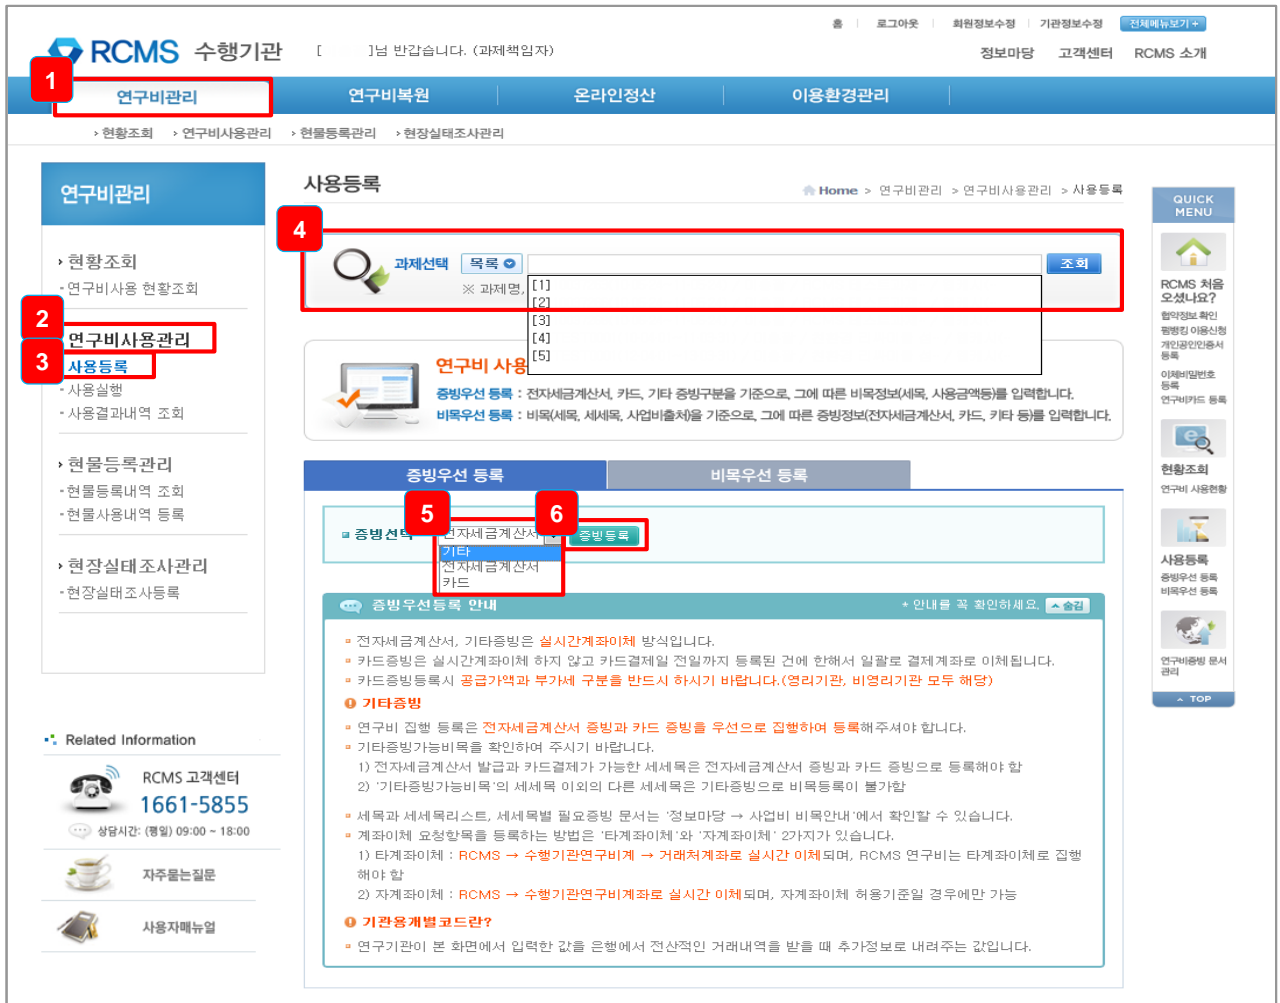 홈 로그아웃 회원정보수정 기관정보수정 전체메뉴보기 +
RCMS 수행기관 [ ]님 반갑습니다. (과제책임자)
정보마당 고객센터 RCMS 소개
1
연구비관리 연구비복원 온라인정산 이용환경관리
현황조회 연구비사용관리 현물등록관리 현장실태조사관리
연구비관리
현황조회
-연구비사용 현황조회
2
연구비사용관리
3
사용등록
-사용실행
-사용결과내역 조회
현물등록관리
-현물등록내역 조회
-현물사용내역 등록
현장실태조사관리
-현장실태조사등록
Related Information
RCMS 고객센터
1661-5855
상담시간: (평일) 09:00 ~ 18:00
자주묻는질문
사용자매뉴얼
사용등록
Home > 연구비관리 > 연구비사용관리 > 사용등록
4
과제선택 목록 조회
※ 과제명,
[1]
[2]
[3]
[4]
[5]
연구비 사용
증빙우선 등록 : 전자세금계산서, 카드, 기타 증빙구분을 기준으로, 그에 따른 비목정보(세목, 사용금액등)를 입력합니다.
비목우선 등록 : 비목(세목, 세세목, 사업비출처)을 기준으로, 그에 따른 증빙정보(전자세금계산서, 카드, 키타 등)를 입력합니다.
증빙우선 등록 비목우선 등록
5 6
증빙선택 전자세금계산서 증빙등록
기타
전자세금계산서
카드
증빙우선등록 안내 * 안내를 꼭 확인하세요. 숨김
전자세금계산서, 기타증빙은 실시간계좌이체 방식입니다.
카드증빙은 실시간계좌이체 하지 않고 카드결제일 전일까지 등록된 건에 한해서 일괄로 결제계좌로 이체됩니다.
카드증빙등록시 공급가액과 부가세 구분을 반드시 하시기 바랍니다.(영리기관, 비영리기관 모두 해당)
기타증빙
연구비 집행 등록은 전자세금계산서 증빙과 카드 증빙을 우선으로 집행하여 등록해주셔야 합니다.
기타증빙가능비목을 확인하여 주시기 바랍니다.
1) 전자세금계산서 발급과 카드결제가 가능한 세세목은 전자세금계산서 증빙과 카드 증빙으로 등록해야 함
2) '기타증빙가능비목'의 세세목 이외의 다른 세세목은 기타증빙으로 비목등록이 불가함
세목과 세세목리스트, 세세목별 필요증빙 문서는 '정보마당 → 사업비 비목안내'에서 확인할 수 있습니다.
계좌이체 요청항목을 등록하는 방법은 '타계좌이체'와 '자계좌이체' 2가지가 있습니다.
1) 타계좌이체 : RCMS → 수행기관연구비계 → 거래처계좌로 실시간 이체되며, RCMS 연구비는 타계좌이체로 집행
해야 함
2) 자계좌이체 : RCMS → 수행기관연구비계좌로 실시간 이체되며, 자계좌이체 허용기준일 경우에만 가능
기관용개별코드란?
연구기관이 본 화면에서 입력한 값을 은행에서 전산적인 거래내역을 받을 때 추가정보로 내려주는 값입니다.
QUICK
MENU
RCMS 처음
오셨나요?
협약정보 확인
펌뱅킹 이용신청
개인공인인증서
등록
이체비밀번호
등록
연구비카드 등록
현황조회
연구비 사용현황
사용등록
증빙우선 등록
비목우선 등록
연구비증빙 문서
관리
TOP